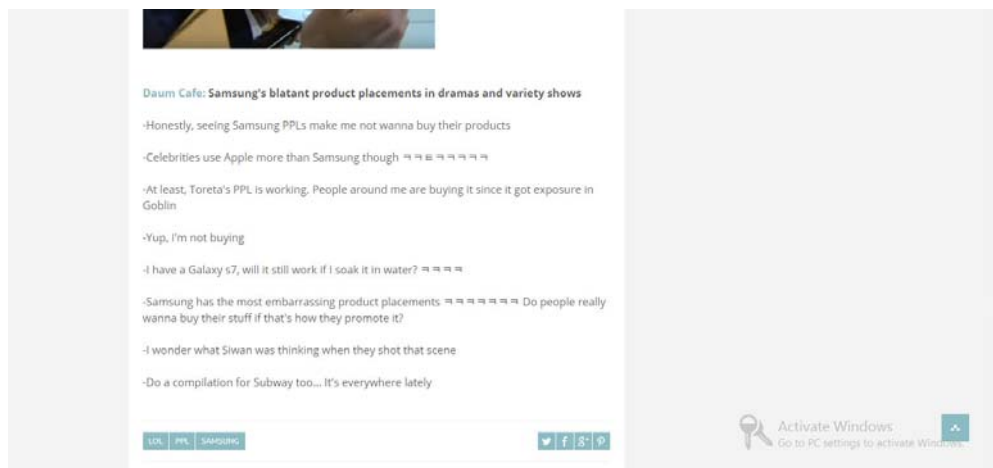 Daum Cafe: Samsung's blatant product placements in dramas and variety shows
-Honestly, seeing Samsung PPLs make me not wanna buy their products
-Celebrities use Apple more than Samsung though ㅋㅋㅌㅋㅋㅋㅋㅋ
-At least, Toreta's PPL is working. People around me are buying it since it got exposure in
Goblin
-Yup, i'm not buying
-I have a Galaxy s7, will it still work if I soak it in water? ㅋㅋㅋㅋ
-Samsung has the most embarrassing product placements ㅋㅋㅋㅋㅋㅋㅋ Do people really
wanna buy their stuff if that's how they promote it?
-I wonder what Siwan was thinking when they shot that scene
-Do a compilation for Subway too... It's everywhere lately
LOL PPL SAMSUNG
Activate Windows
Go to PC settings to activate Windows.